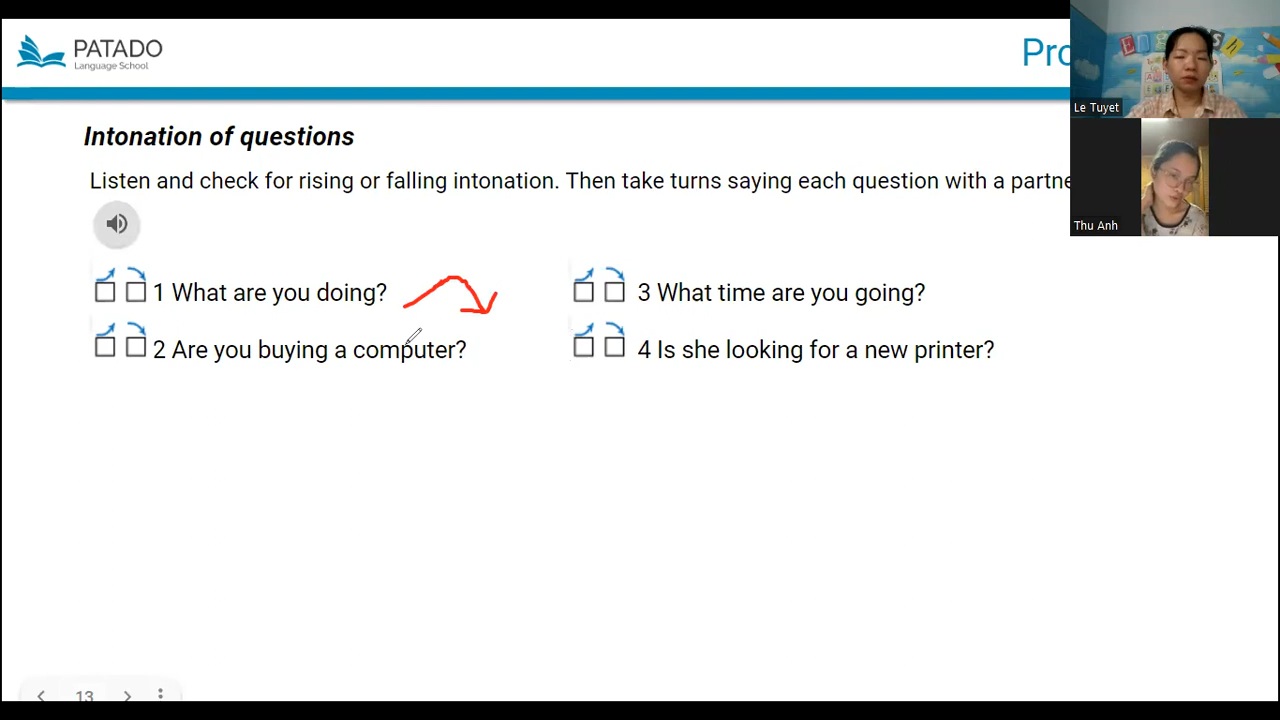 PATADO
Language School
Pro
Le Tuyet
Thu Anh
Intonation of questions
Listen and check for rising or falling intonation. Then take turns saying each question with a partne
1 What are you doing?
3 What time are you going?
2 Are you buying a computer?
4 Is she looking for a new printer?
13